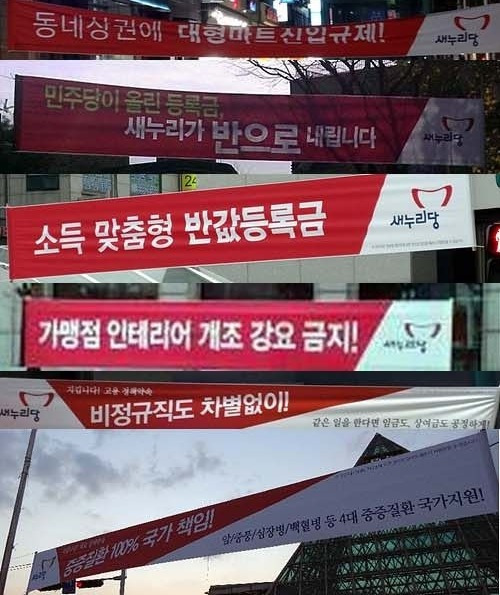 동네상권에 대형마트진입규제!
새누리당
민주당이 올린 등록금,
새누리가 반으로 내립니다
새누리당
24
소득 맞춤형 반값등록금
새누리당
가맹점 인테리어 개조 강요 금지!
새누리당
새누리당
지킵니다! 고용 정책약속
비정규직도 차별없이!
같은 일을 한다면 임금도, 상여금도 공정하게!
중증질환 100% 국가 책임!
암/중풍/심장병/백혈병 등 4대 중증질환 국가지원!
새누리당